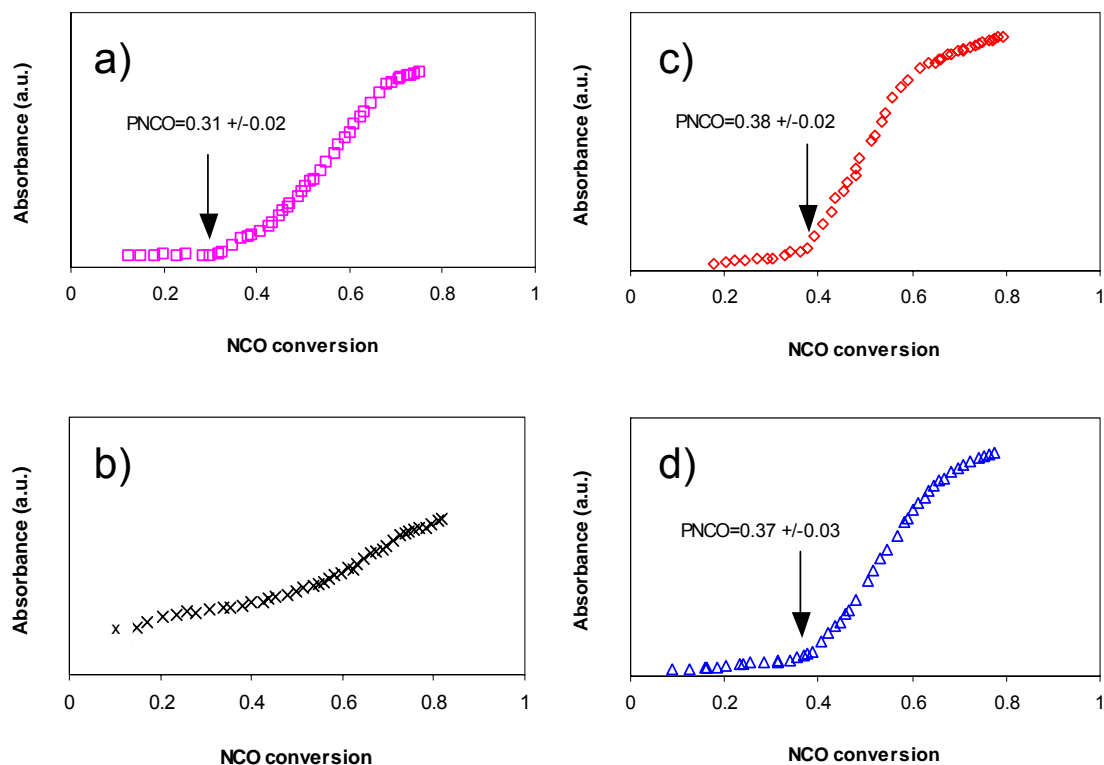 a)
PNCO=0.31 +/-0.02
Absorbance (a.u.)
0 0.2 0.4 0.6 0.8 1
NCO conversion
c)
PNCO=0.38 +/-0.02
Absorbance (a.u.)
0 0.2 0.4 0.6 0.8 1
NCO conversion
b)
Absorbance (a.u.)
0 0.2 0.4 0.6 0.8 1
NCO conversion
d)
PNCO=0.37 +/-0.03
Absorbance (a.u.)
0 0.2 0.4 0.6 0.8 1
NCO conversion